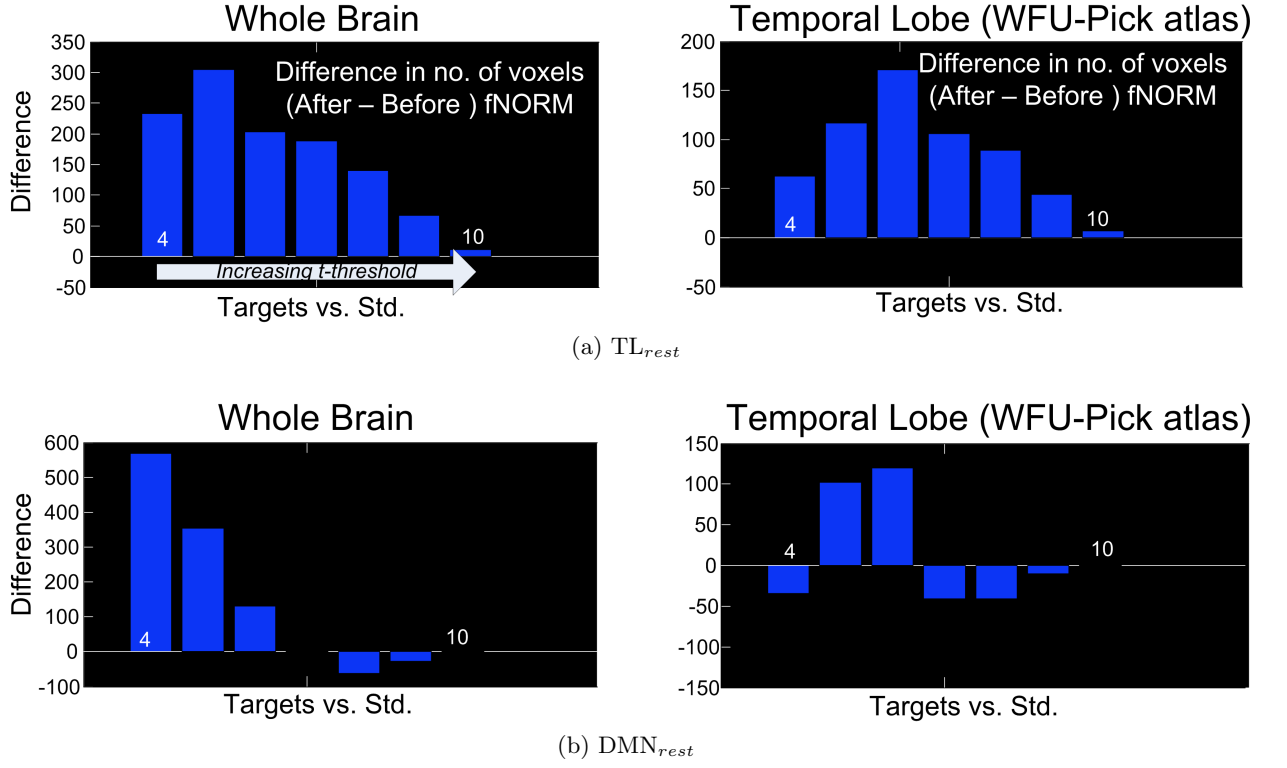 Whole Brain
350
300
250
200
150
100
50
0
-50
Difference
Difference in no. of voxels
(After – Before ) fNORM
4
10
Increasing t-threshold
Targets vs. Std.
Temporal Lobe (WFU-Pick atlas)
200
150
100
50
0
-50
Difference in no. of voxels
(After – Before ) fNORM
4
10
Targets vs. Std.
(a) TLrest
Whole Brain
600
500
400
300
200
100
0
-100
Difference
4
10
Targets vs. Std.
Temporal Lobe (WFU-Pick atlas)
150
100
50
0
-50
-100
-150
4
10
Targets vs. Std.
(b) DMNrest